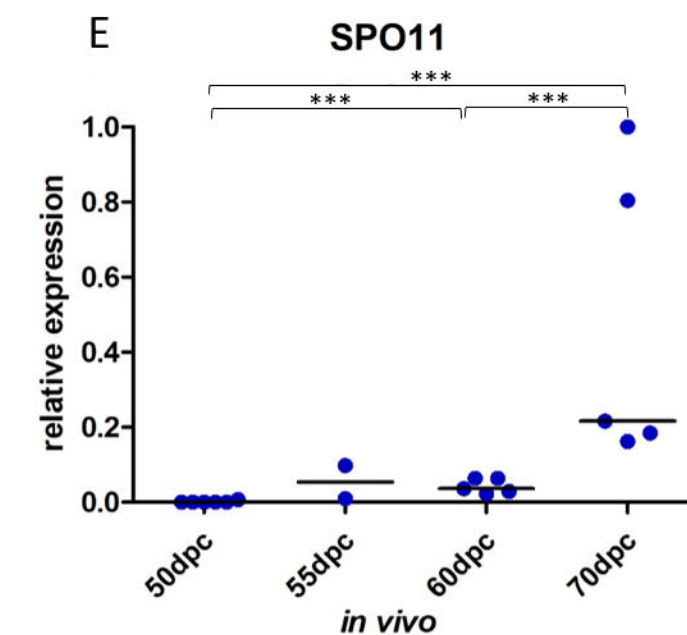 E
SPO11
***
*** ***
1.0
0.8
0.6
0.4
0.2
0.0
relative expression
50dpc 55dpc 60dpc 70dpc
in vivo